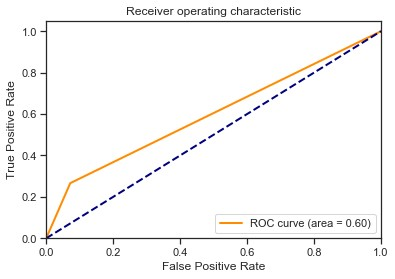 Receiver operating characteristic
True Positive Rate
1.0
0.8
0.6
0.4
0.2
0.0
ROC curve (area = 0.60)
0.0 0.2 0.4 0.6 0.8 1.0
False Positive Rate